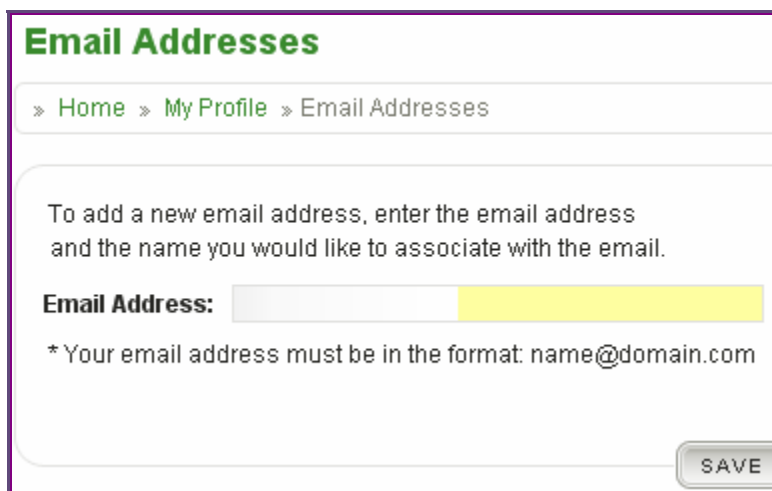 Email Addresses
» Home » My Profile » Email Addresses
To add a new email address, enter the email address
and the name you would like to associate with the email.
Email Address:
* Your email address must be in the format: name@domain.com
SAVE